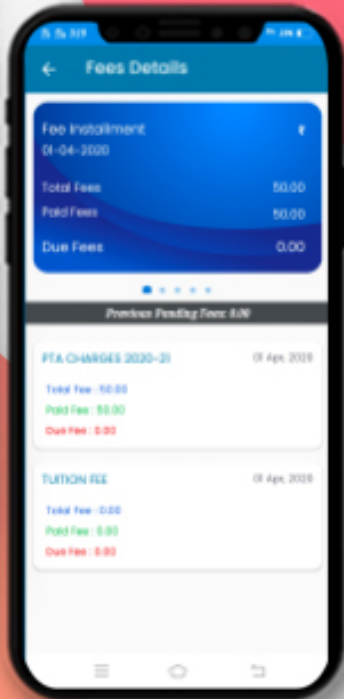 Fees Details
Fee Installment ₹
01-04-2020
Total Fees 50.00
Paid Fees 50.00
Due Fees 0.00
Previous Pending Fees: 0.00
PTA CHARGES 2020-21 01 Apr, 2020
Total Fee : 50.00
Paid Fee : 50.00
Due Fee : 0.00
TUITION FEE 01 Apr, 2020
Total Fee : 0.00
Paid Fee : 0.00
Due Fee : 0.00